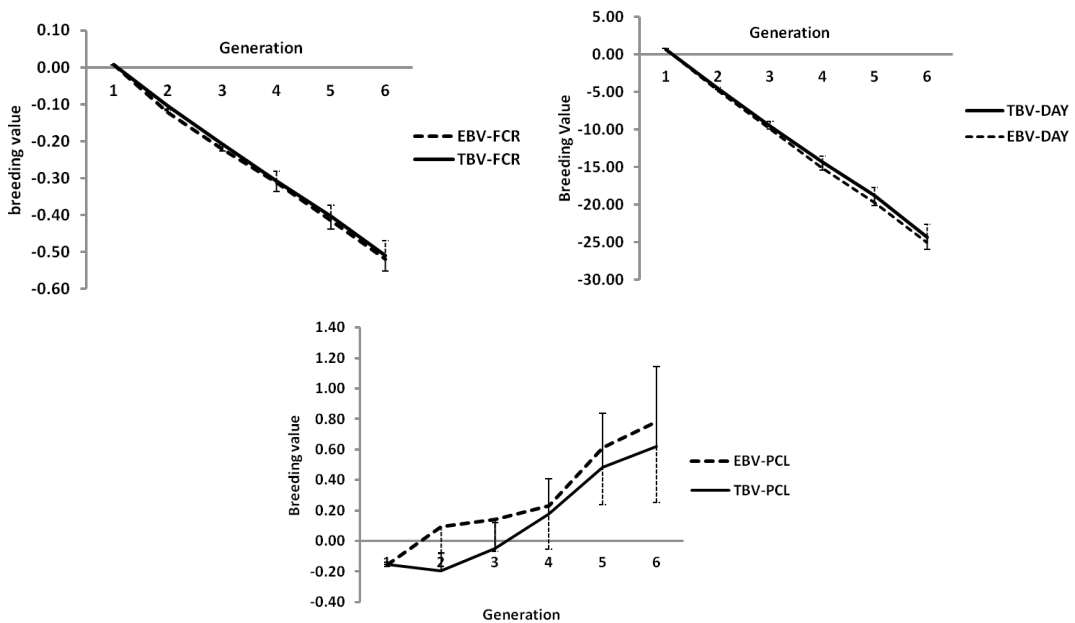 0.10
Generation
0.00
1 2 3 4 5 6
-0.10
-0.20
-0.30
-0.40
-0.50
-0.60
breeding value
EBV-FCR
TBV-FCR
5.00
Generation
0.00
1 2 3 4 5 6
-5.00
-10.00
-15.00
-20.00
-25.00
-30.00
Breeding Value
TBV-DAY
EBV-DAY
1.40
1.20
1.00
0.80
0.60
0.40
0.20
0.00
1 2 3 4 5 6
-0.20
-0.40
Breeding value
Generation
EBV-PCL
TBV-PCL